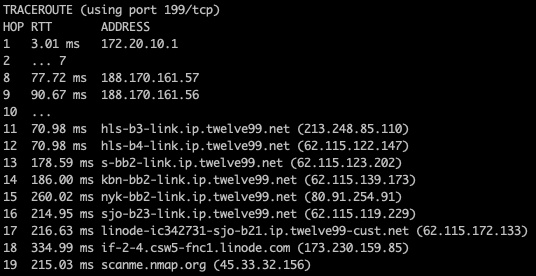 TRACEROUTE (using port 199/tcp)
HOP RTT ADDRESS
1 3.01 ms 172.20.10.1
2 ... 7
8 77.72 ms 188.170.161.57
9 90.67 ms 188.170.161.56
10 ...
11 70.98 ms hls-b3-link.ip.twelve99.net (213.248.85.110)
12 70.98 ms hls-b4-link.ip.twelve99.net (62.115.122.147)
13 178.59 ms s-bb2-link.ip.twelve99.net (62.115.123.202)
14 186.00 ms kbn-bb2-link.ip.twelve99.net (62.115.139.173)
15 260.02 ms nyk-bb2-link.ip.twelve99.net (80.91.254.91)
16 214.95 ms sjo-b23-link.ip.twelve99.net (62.115.119.229)
17 216.63 ms linode-ic342731-sjo-b21.ip.twelve99-cust.net (62.115.172.133)
18 334.99 ms if-2-4.csw5-fnc1.linode.com (173.230.159.85)
19 215.03 ms scanme.nmap.org (45.33.32.156)